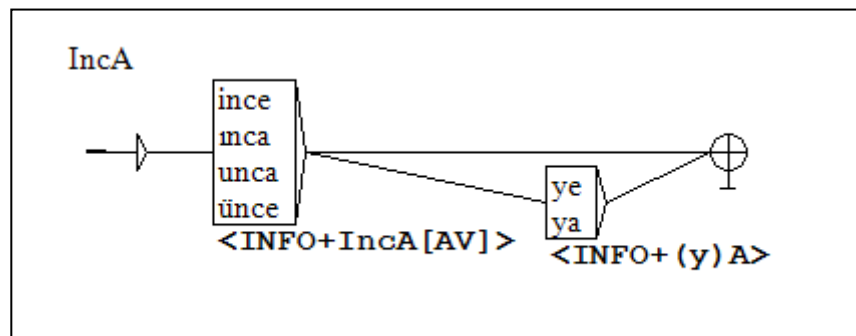 IncA
ince
ınca
unca
ünce
<INFO+IncA[AV]>
ye
ya
<INFO+(y)A>